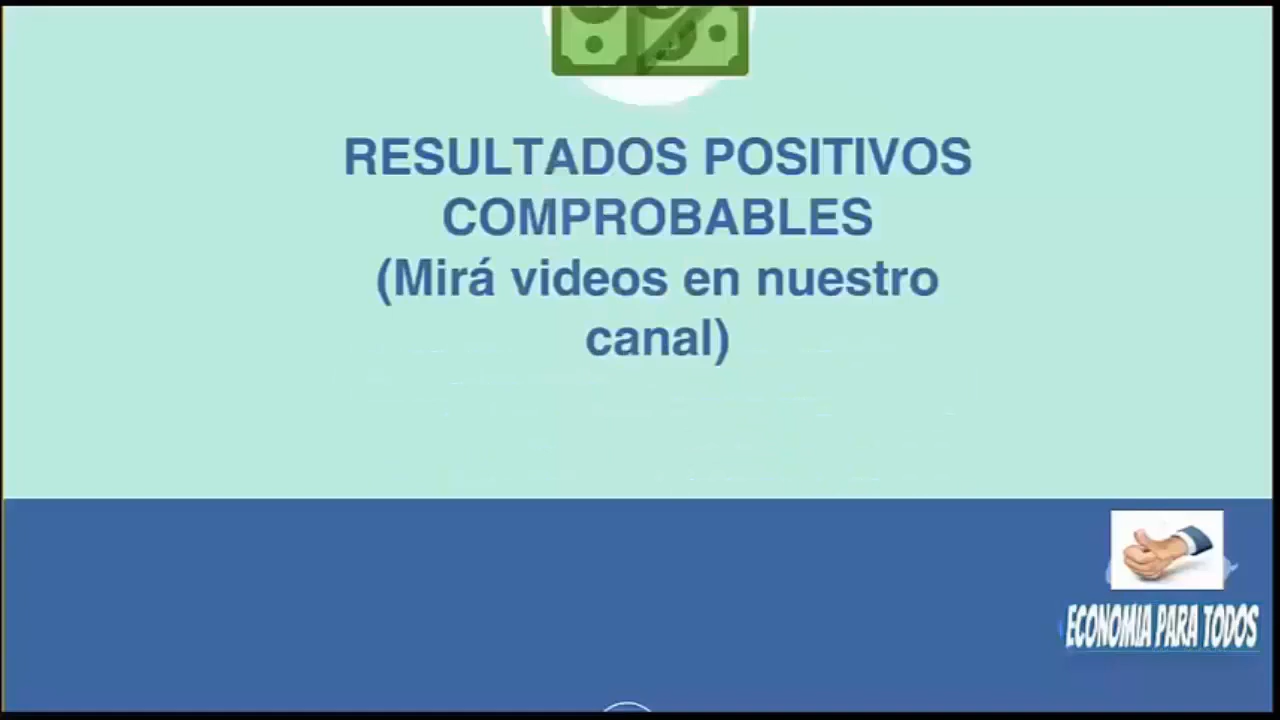 RESULTADOS POSITIVOS
COMPROBABLES
(Mirá videos en nuestro
canal)
ECONOMIA PARA TODOS